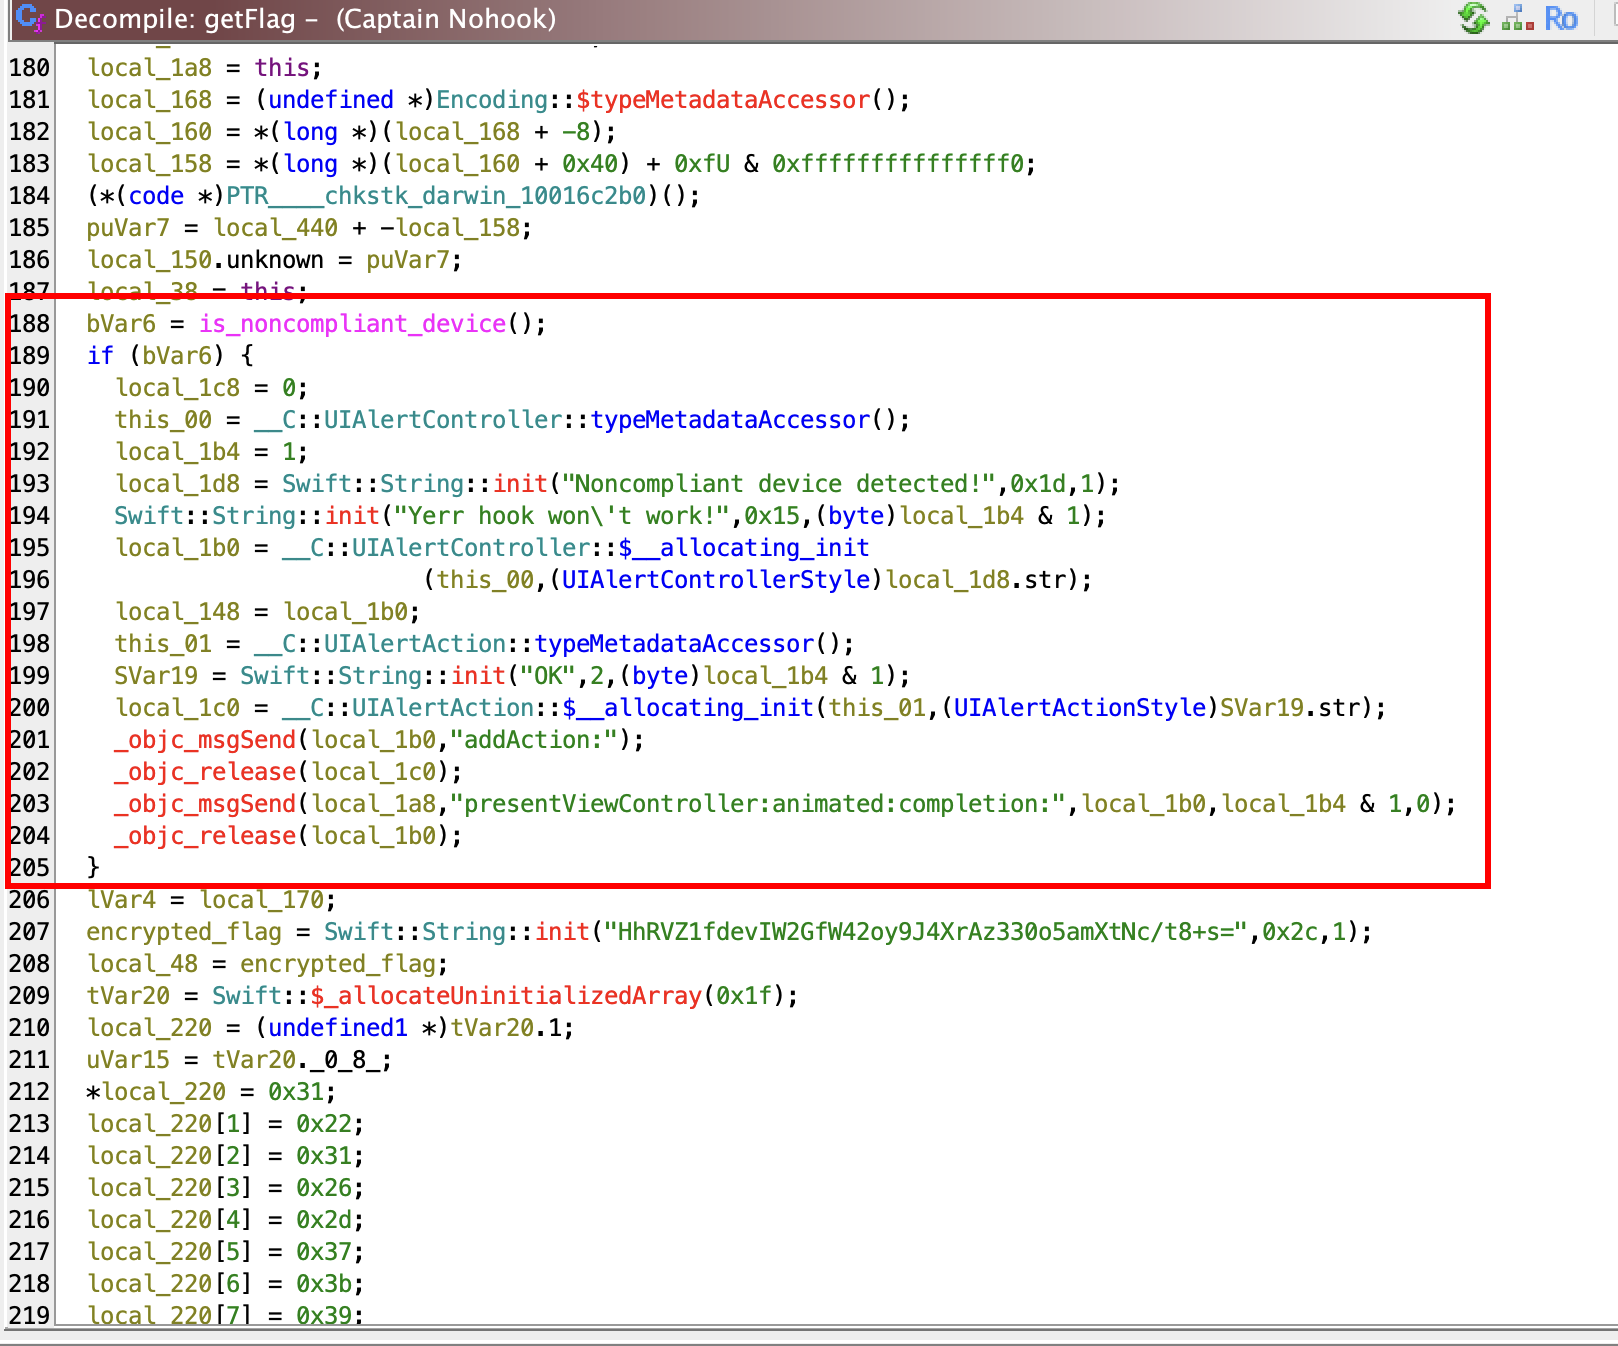 Decompile: getFlag - (Captain Nohook)
Ro
180 local_1a8 = this;
181 local_168 = (undefined *)Encoding::$typeMetadataAccessor();
182 local_160 = *(long *)(local_168 + -8);
183 local_158 = *(long *)(local_160 + 0x40) + 0xfU & 0xfffffffffffffff0;
184 (*(code *)PTR____chkstk_darwin_10016c2b0)();
185 puVar7 = local_440 + -local_158;
186 local_150.unknown = puVar7;
187 local_38 = this;
188 bVar6 = is_noncompliant_device();
189 if (bVar6) {
190 local_1c8 = 0;
191 this_00 = __C::UIAlertController::typeMetadataAccessor();
192 local_1b4 = 1;
193 local_1d8 = Swift::String::init("Noncompliant device detected!",0x1d,1);
194 Swift::String::init("Yerr hook won\'t work!",0x15,(byte)local_1b4 & 1);
195 local_1b0 = __C::UIAlertController::$__allocating_init
196 (this_00,(UIAlertControllerStyle)local_1d8.str);
197 local_148 = local_1b0;
198 this_01 = __C::UIAlertAction::typeMetadataAccessor();
199 SVar19 = Swift::String::init("OK",2,(byte)local_1b4 & 1);
200 local_1c0 = __C::UIAlertAction::$__allocating_init(this_01,(UIAlertActionStyle)SVar19.str);
201 _objc_msgSend(local_1b0,"addAction:");
202 _objc_release(local_1c0);
203 _objc_msgSend(local_1a8,"presentViewController:animated:completion:",local_1b0,local_1b4 & 1,0);
204 _objc_release(local_1b0);
205 }
206 lVar4 = local_170;
207 encrypted_flag = Swift::String::init("HhRVZ1fdevIW2GfW42oy9J4XrAz330o5amXtNc/t8+s=",0x2c,1);
208 local_48 = encrypted_flag;
209 tVar20 = Swift::$_allocateUninitializedArray(0x1f);
210 local_220 = (undefined1 *)tVar20.1;
211 uVar15 = tVar20._0_8_;
212 *local_220 = 0x31;
213 local_220[1] = 0x22;
214 local_220[2] = 0x31;
215 local_220[3] = 0x26;
216 local_220[4] = 0x2d;
217 local_220[5] = 0x37;
218 local_220[6] = 0x3b;
219 local_220[7] = 0x39;